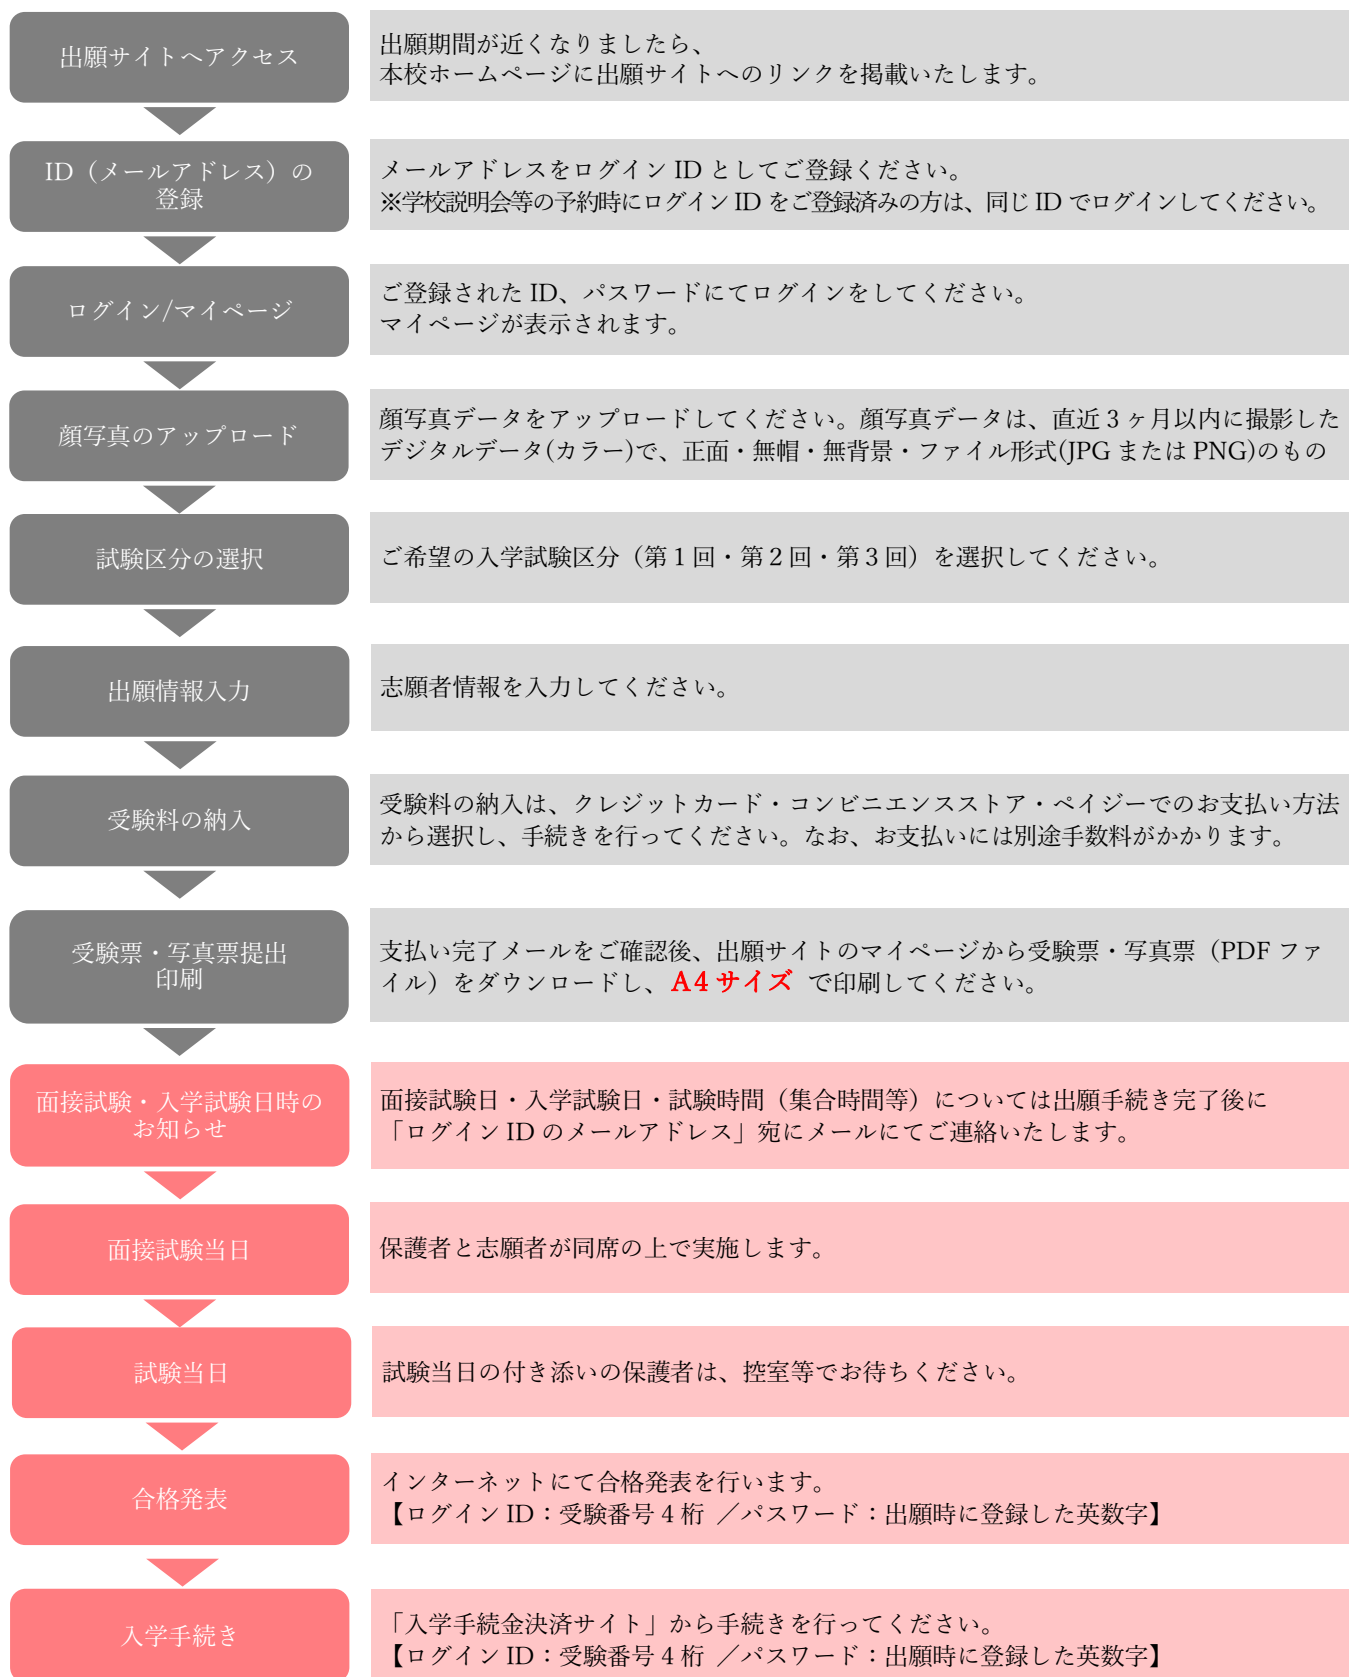 出願サイトへアクセス
出願期間が近くなりましたら、
本校ホームページに出願サイトへのリンクを掲載いたします。
ID（メールアドレス）の
登録
メールアドレスをログイン ID としてご登録ください。
※学校説明会等の予約時にログイン ID をご登録済みの方は、同じ ID でログインしてください。
ログイン/マイページ
ご登録された ID、パスワードにてログインをしてください。
マイページが表示されます。
顔写真のアップロード
顔写真データをアップロードしてください。顔写真データは、直近 3 ヶ月以内に撮影した
デジタルデータ(カラー)で、正面・無帽・無背景・ファイル形式(JPG または PNG)のもの
試験区分の選択
ご希望の入学試験区分（第 1 回・第 2 回・第 3 回）を選択してください。
出願情報入力
志願者情報を入力してください。
受験料の納入
受験料の納入は、クレジットカード・コンビニエンスストア・ペイジーでのお支払い方法
から選択し、手続きを行ってください。なお、お支払いには別途手数料がかかります。
受験票・写真票提出
印刷
支払い完了メールをご確認後、出願サイトのマイページから受験票・写真票（PDF ファ
イル）をダウンロードし、A4 サイズ で印刷してください。
面接試験・入学試験日時の
お知らせ
面接試験日・入学試験日・試験時間（集合時間等）については出願手続き完了後に
「ログイン ID のメールアドレス」宛にメールにてご連絡いたします。
面接試験当日
保護者と志願者が同席の上で実施します。
試験当日
試験当日の付き添いの保護者は、控室等でお待ちください。
合格発表
インターネットにて合格発表を行います。
【ログイン ID：受験番号 4 桁 ／パスワード：出願時に登録した英数字】
入学手続き
「入学手続金決済サイト」から手続きを行ってください。
【ログイン ID：受験番号 4 桁 ／パスワード：出願時に登録した英数字】